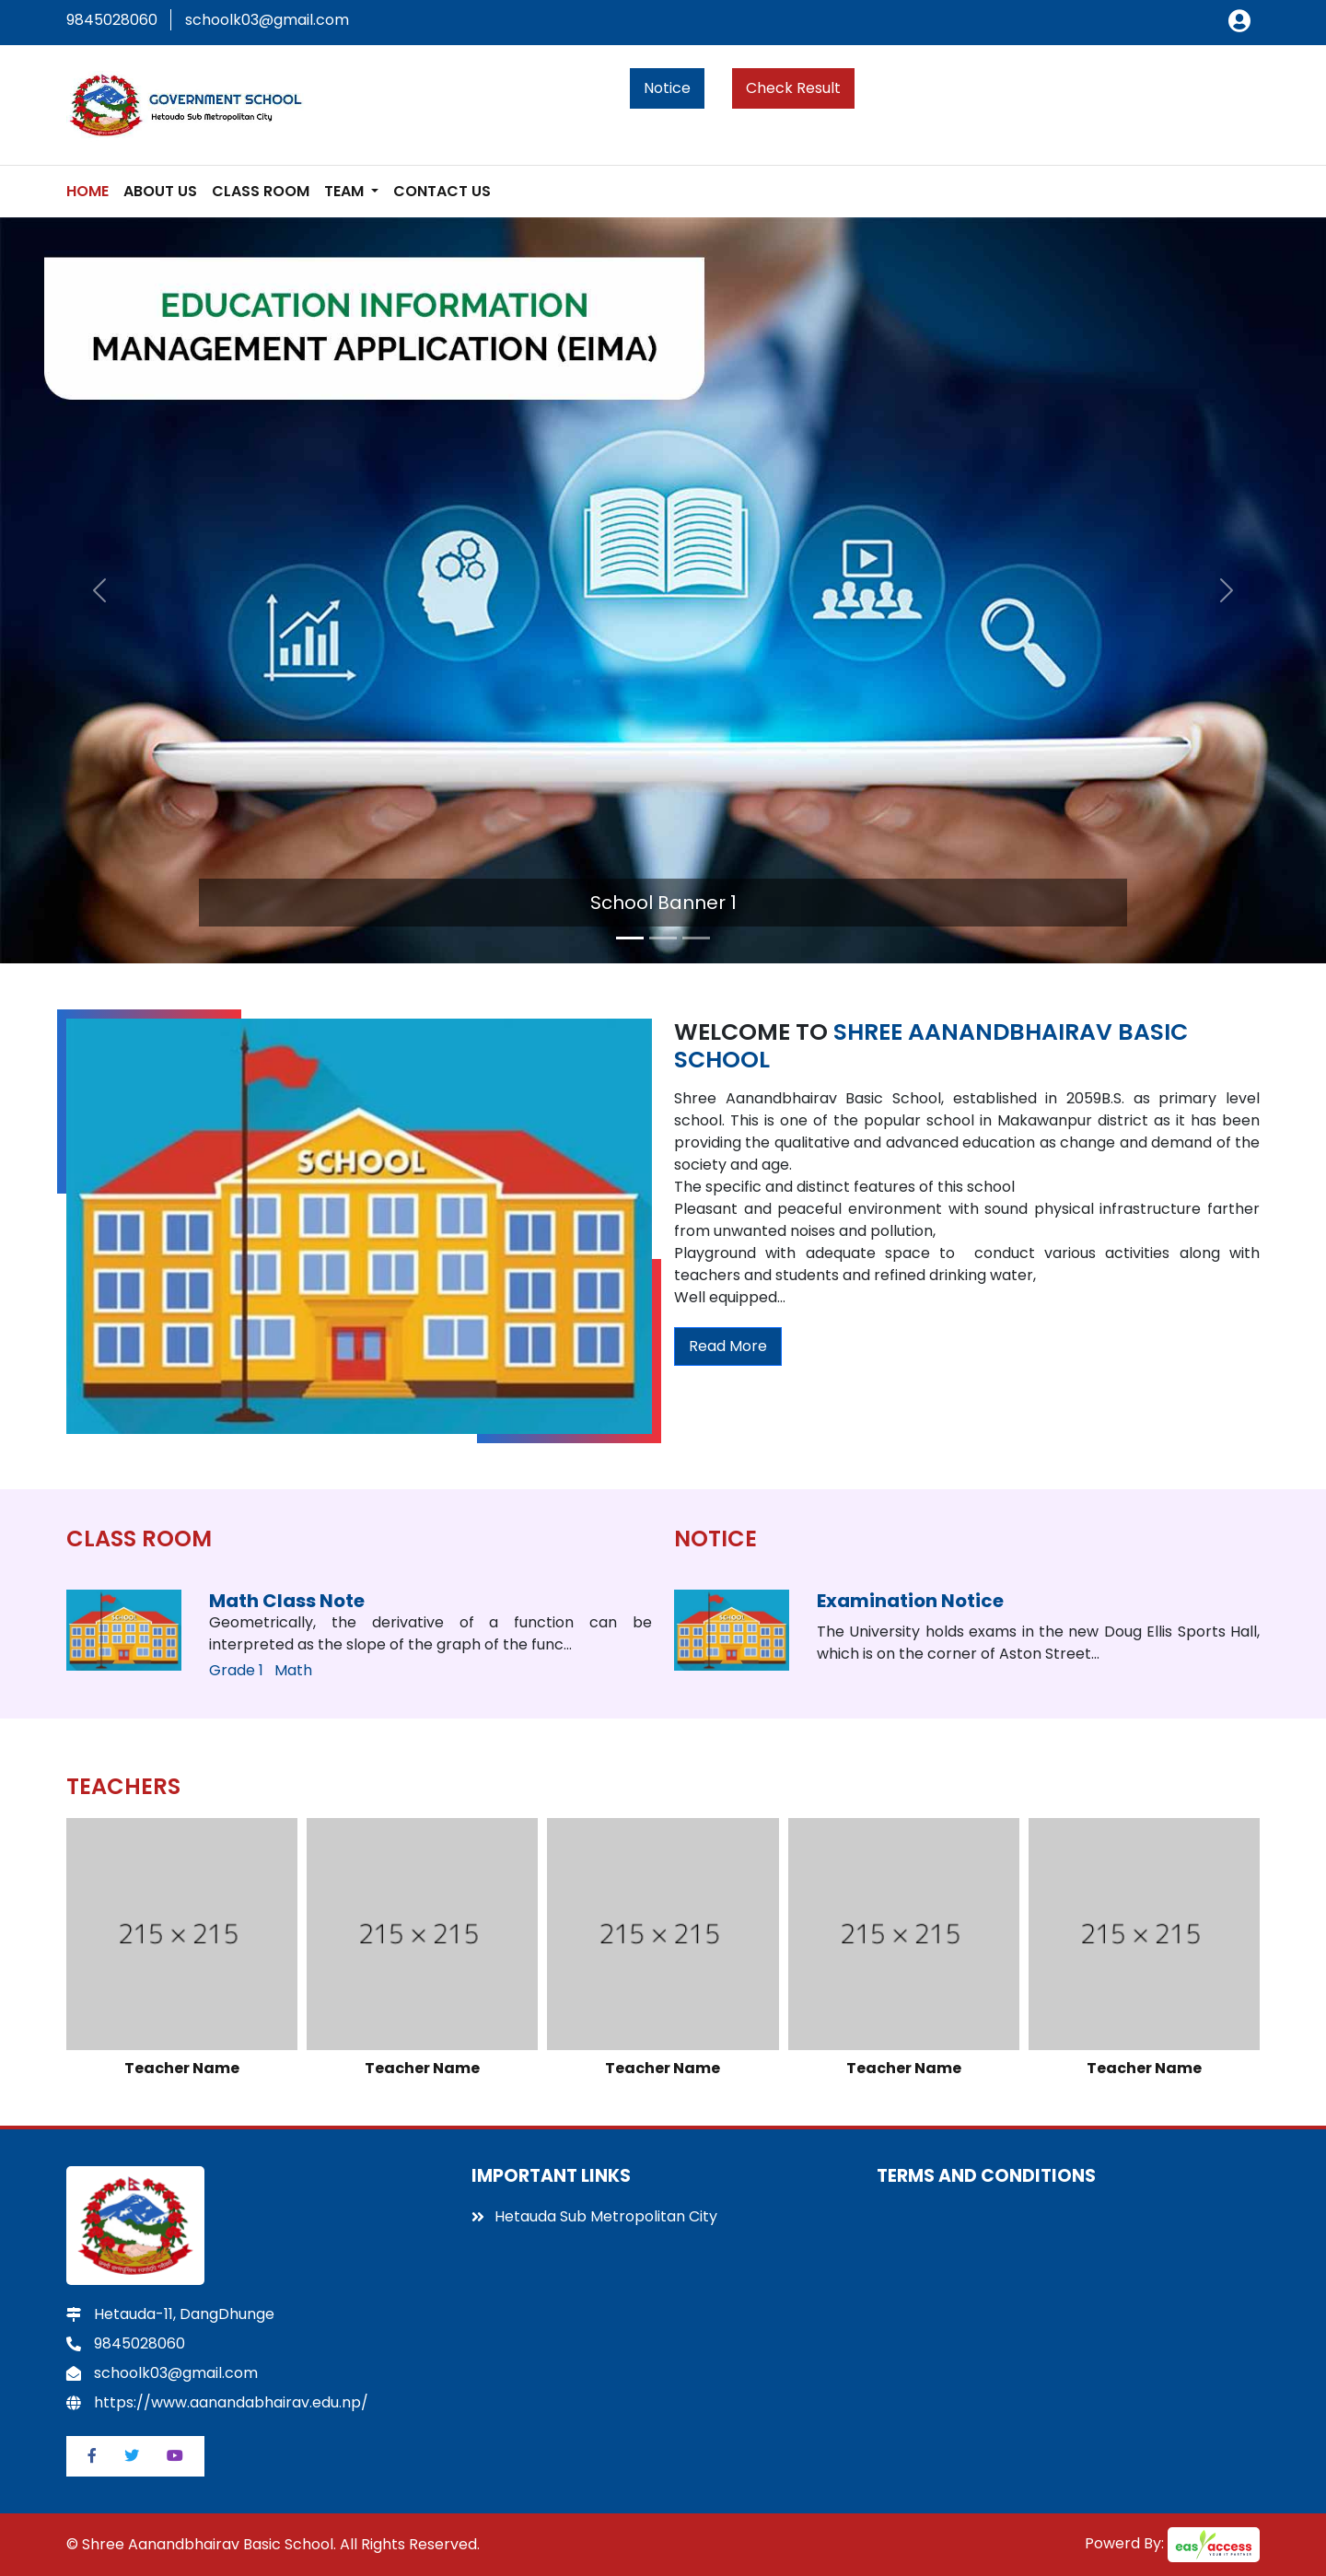 9845028060
schoolk03@gmail.com
GOVERNMENT SCHOOL
Hetauda Sub Metropolitan City
Notice
Check Result
HOME
ABOUT US
CLASS ROOM
TEAM
CONTACT US
EDUCATION INFORMATION
MANAGEMENT APPLICATION (EIMA)
School Banner 1
SCHOOL
WELCOME TO SHREE AANANDBHAIRAV BASIC
SCHOOL
Shree Aanandbhairav Basic School, established in 2059B.S. as primary level
school. This is one of the popular school in Makawanpur district as it has been
providing the qualitative and advanced education as change and demand of the
society and age.
The specific and distinct features of this school
Pleasant and peaceful environment with sound physical infrastructure farther
from unwanted noises and pollution,
Playground with adequate space to conduct various activities along with
teachers and students and refined drinking water,
Well equipped...
Read More
CLASS ROOM
SCHOOL
Math Class Note
Geometrically, the derivative of a function can be
interpreted as the slope of the graph of the func...
Grade 1 Math
NOTICE
SCHOOL
Examination Notice
The University holds exams in the new Doug Ellis Sports Hall,
which is on the corner of Aston Street...
TEACHERS
215 × 215
215 × 215
215 × 215
215 × 215
215 × 215
Teacher Name
Teacher Name
Teacher Name
Teacher Name
Teacher Name
Hetauda-11, DangDhunge
9845028060
schoolk03@gmail.com
https://www.aanandabhairav.edu.np/
IMPORTANT LINKS
Hetauda Sub Metropolitan City
TERMS AND CONDITIONS
© Shree Aanandbhairav Basic School. All Rights Reserved.
Powerd By:
easy access
YOUR IT PARTNER